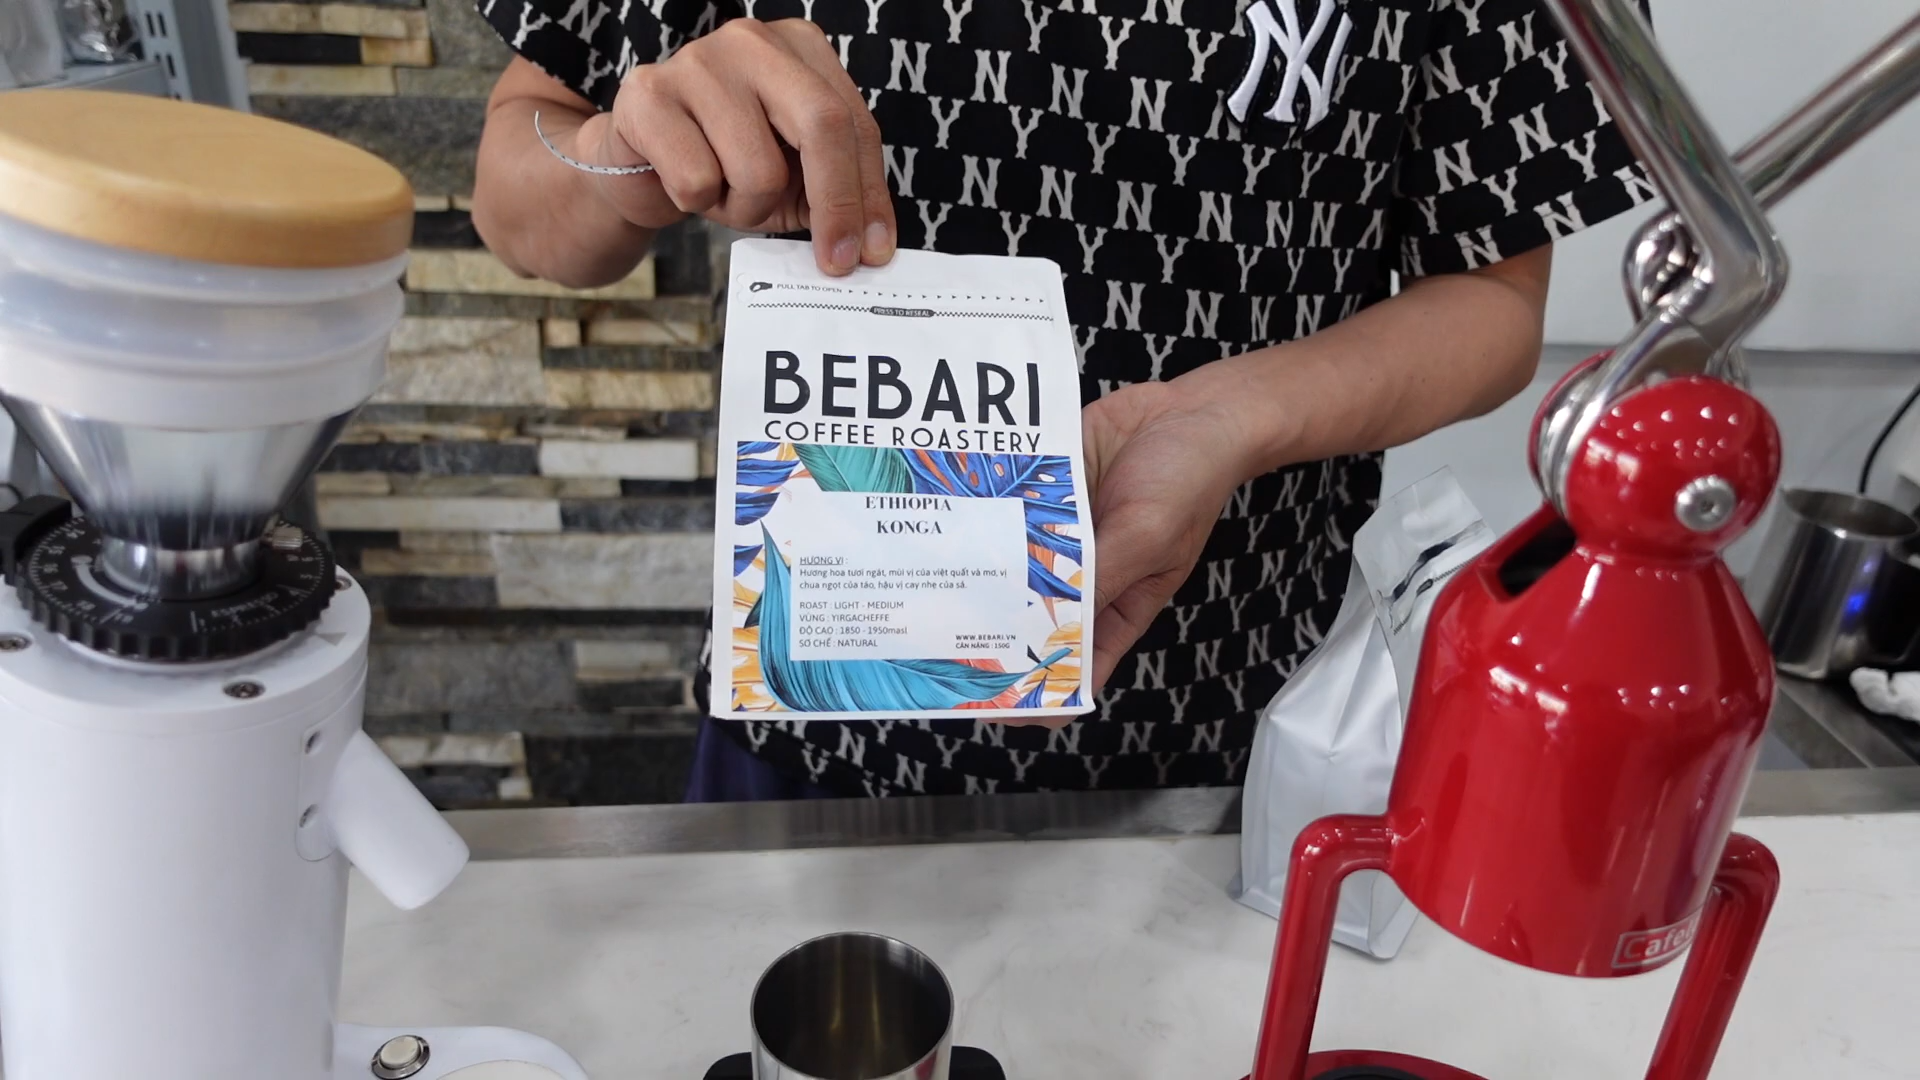 NY
PULL TAB TO OPEN
PRESS TO RESEAL
BEBARI
COFFEE ROASTERY
ETHIOPIA
KONGA
HƯƠNG VỊ :
Hương hoa tươi ngát, mùi vị của việt quất và mơ, vị
chua ngọt của táo, hậu vị cay nhẹ của sả.
ROAST : LIGHT - MEDIUM
VÙNG : YIRGACHEFFE
ĐỘ CAO : 1850 - 1950masl
SƠ CHẾ : NATURAL
WWW.BEBARI.VN
CÂN NẶNG : 150G